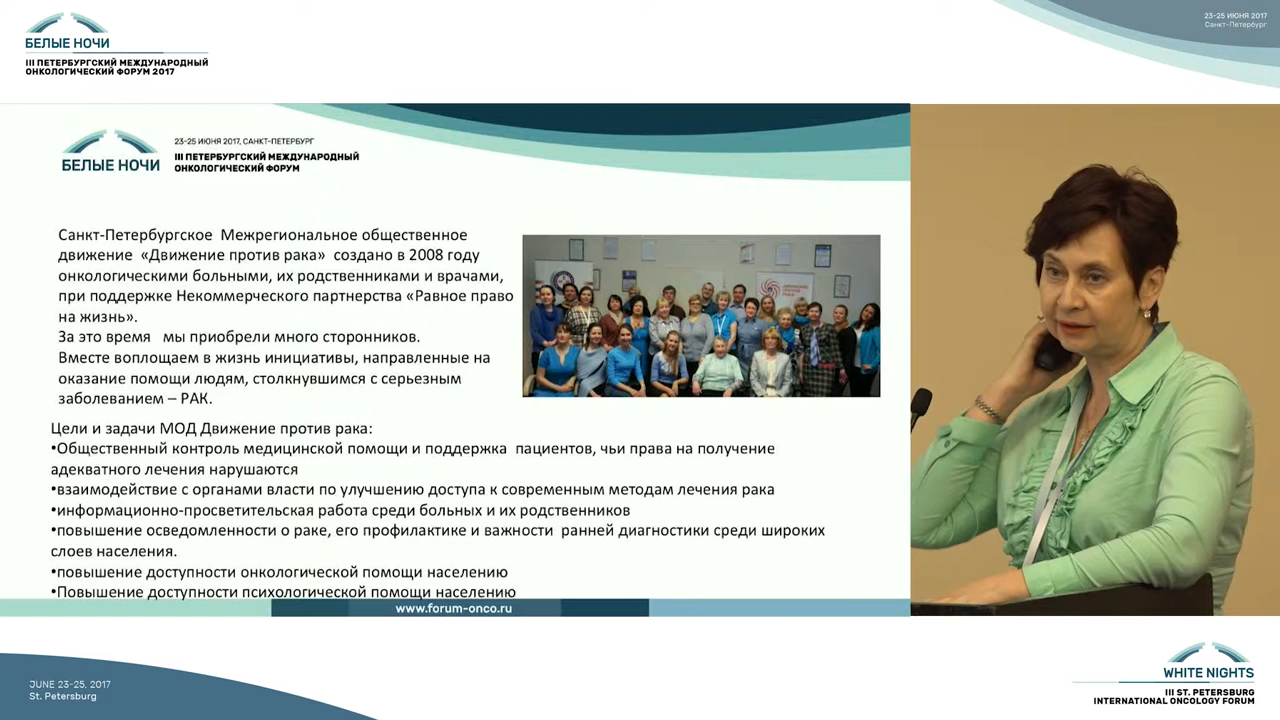 БЕЛЫЕ НОЧИ
III ПЕТЕРБУРГСКИЙ МЕЖДУНАРОДНЫЙ
ОНКОЛОГИЧЕСКИЙ ФОРУМ 2017
23-25 ИЮНЯ 2017
Санкт-Петербург
БЕЛЫЕ НОЧИ
23-25 ИЮНЯ 2017, САНКТ-ПЕТЕРБУРГ
III ПЕТЕРБУРГСКИЙ МЕЖДУНАРОДНЫЙ
ОНКОЛОГИЧЕСКИЙ ФОРУМ
Санкт-Петербургское Межрегиональное общественное
движение «Движение против рака» создано в 2008 году
онкологическими больными, их родственниками и врачами,
при поддержке Некоммерческого партнерства «Равное право
на жизнь».
За это время мы приобрели много сторонников.
Вместе воплощаем в жизнь инициативы, направленные на
оказание помощи людям, столкнувшимся с серьезным
заболеванием – РАК.
Цели и задачи МОД Движение против рака:
•Общественный контроль медицинской помощи и поддержка пациентов, чьи права на получение
адекватного лечения нарушаются
•взаимодействие с органами власти по улучшению доступа к современным методам лечения рака
•информационно-просветительская работа среди больных и их родственников
•повышение осведомленности о раке, его профилактике и важности ранней диагностики среди широких
слоев населения.
•повышение доступности онкологической помощи населению
•Повышение доступности психологической помощи населению
www.forum-onco.ru
JUNE 23-25, 2017
St. Petersburg
WHITE NIGHTS
III ST. PETERSBURG
INTERNATIONAL ONCOLOGY FORUM